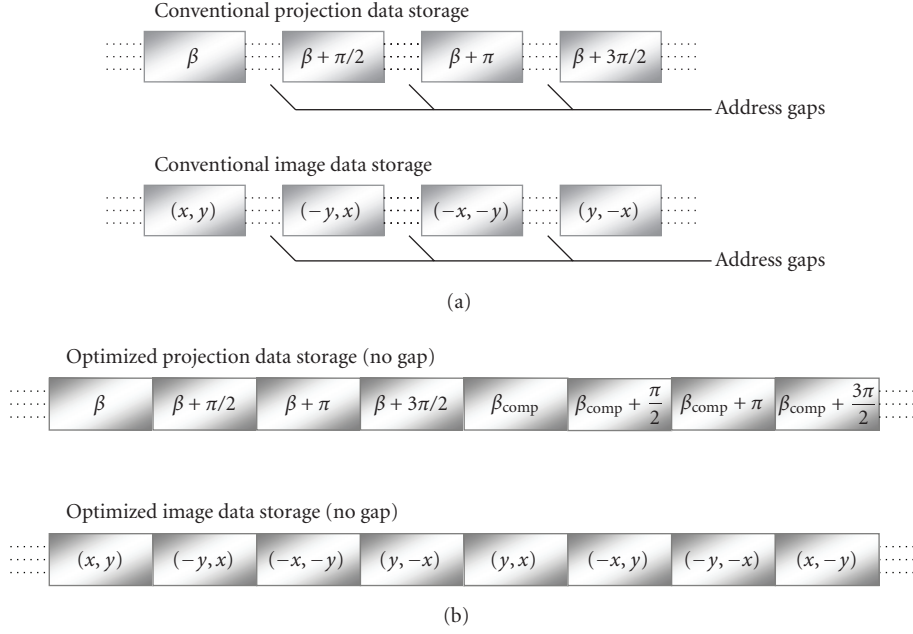 Conventional projection data storage
β β + π/2 β + π β + 3π/2
Address gaps
Conventional image data storage
(x, y) (−y, x) (−x, −y) (y, −x)
Address gaps
(a)
Optimized projection data storage (no gap)
β β + π/2 β + π β + 3π/2 βcomp βcomp + π/2 βcomp + π βcomp + 3π/2
Optimized image data storage (no gap)
(x, y) (−y, x) (−x, −y) (y, −x) (y, x) (−x, y) (−y, −x) (x, −y)
(b)